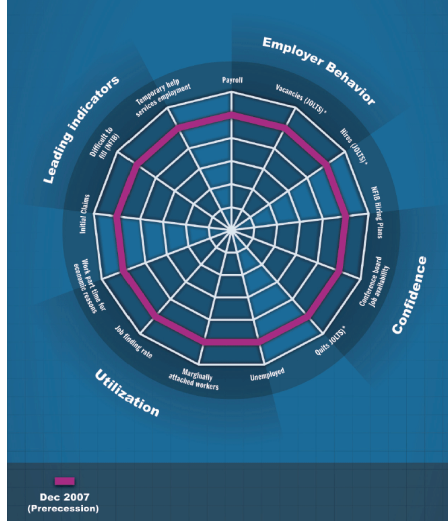 Employer Behavior
Leading indicators
Confidence
Utilization
Payroll
Vacancies (JOLTS)*
Hires (JOLTS)*
NFIB Hiring Plans
Conference board
job availability
Quits JOLTS)*
Unemployed
Marginally
attached workers
Job finding rate
Work part time for
economic reasons
Initial Claims
Difficult to
fill (NFIB)
Temporary help
services employment
Dec 2007
(Prerecession)